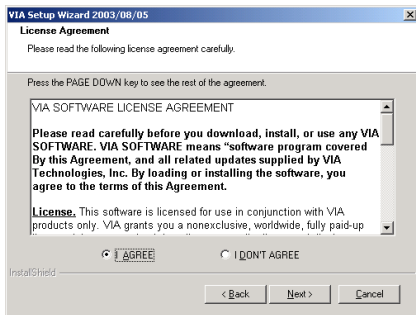 VIA Setup Wizard 2003/08/05
License Agreement
Please read the following license agreement carefully.
Press the PAGE DOWN key to see the rest of the agreement.
VIA SOFTWARE LICENSE AGREEMENT
Please read carefully before you download, install, or use any VIA
SOFTWARE. VIA SOFTWARE means "software program covered
By this Agreement, and all related updates supplied by VIA
Technologies, Inc. By loading or installing the software, you
agree to the terms of this Agreement.
License. This software is licensed for use in conjunction with VIA
products only. VIA grants you a nonexclusive, worldwide, fully paid-up
I AGREE
I DON'T AGREE
InstallShield
< Back
Next >
Cancel